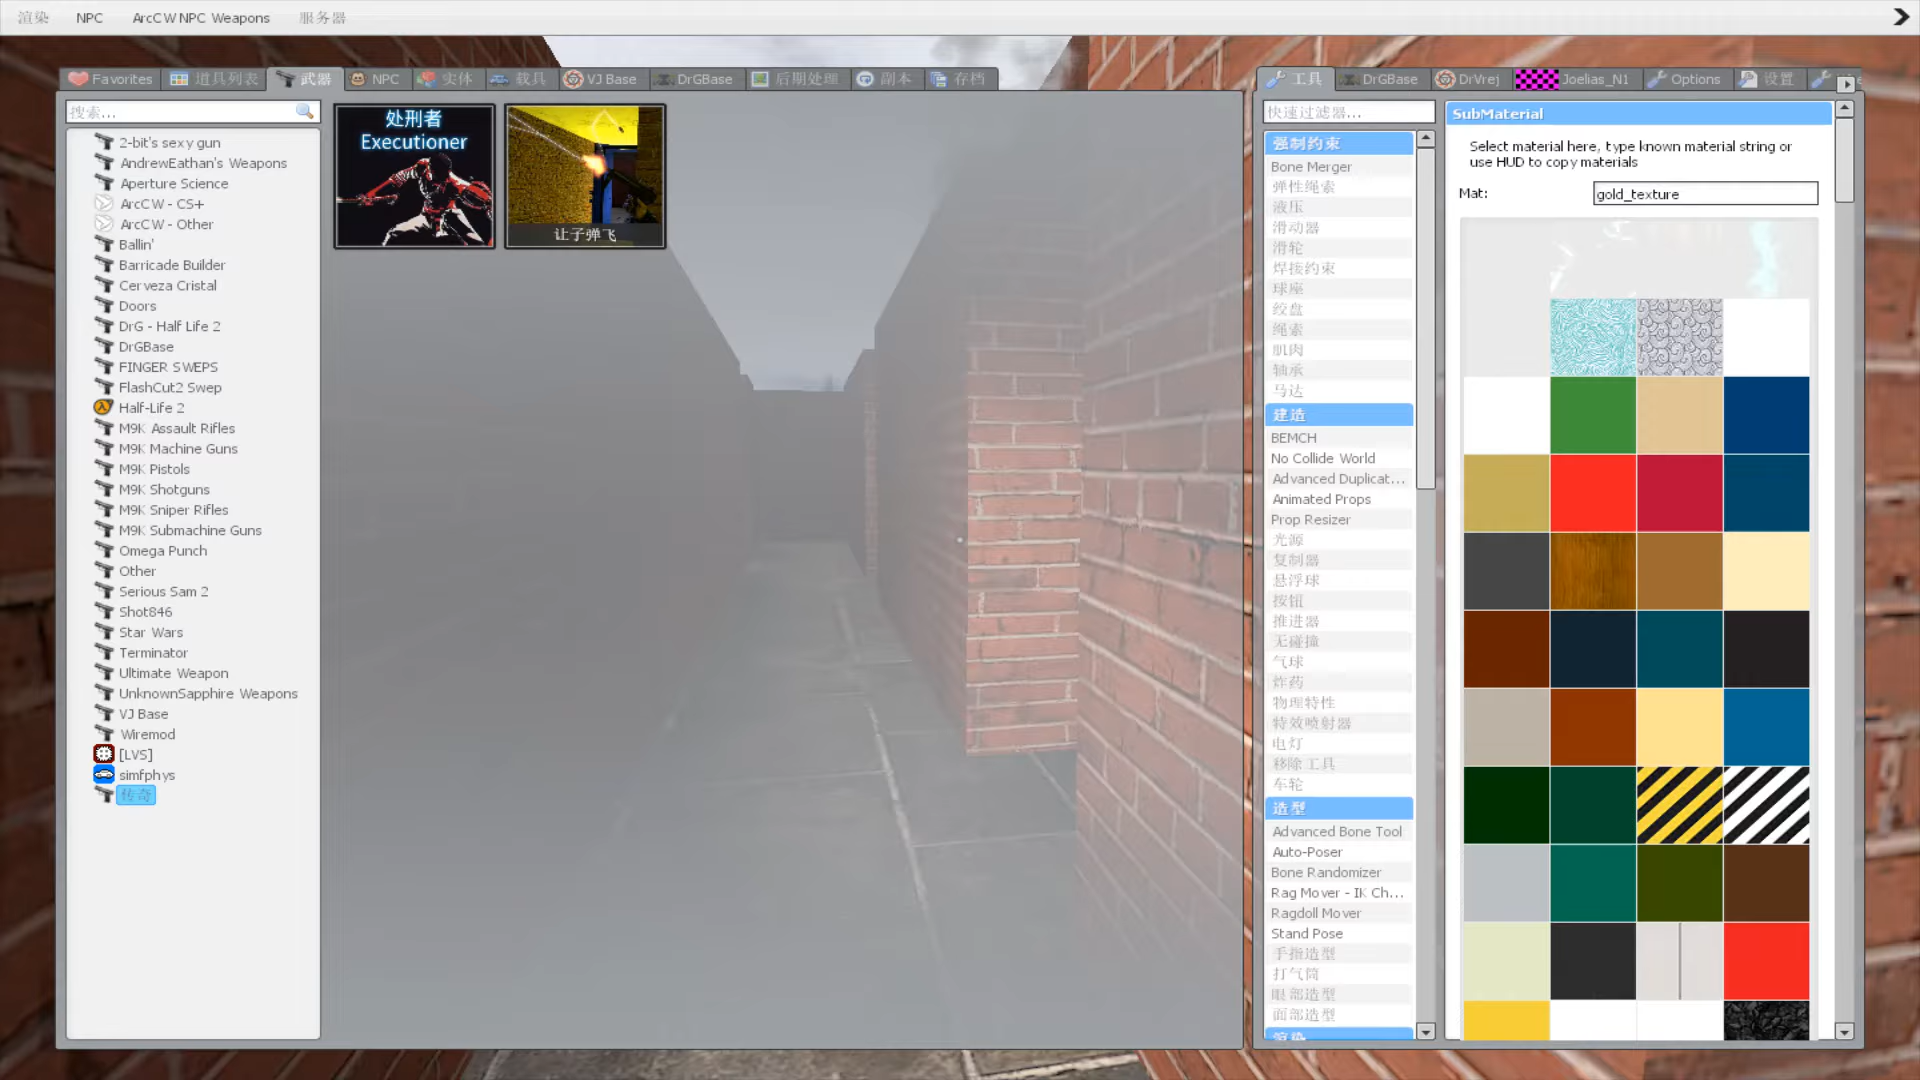 渲染 NPC ArcCW NPC Weapons 服务器
Favorites 道具列表 武器 NPC 实体 载具 VJ Base DrGBase 后期处理 副本 存档
搜索...
2-bit's sexy gun
AndrewEathan's Weapons
Aperture Science
ArcCW - CS+
ArcCW - Other
Ballin'
Barricade Builder
Cerveza Cristal
Doors
DrG - Half Life 2
DrGBase
FINGER SWEPS
FlashCut2 Swep
Half-Life 2
M9K Assault Rifles
M9K Machine Guns
M9K Pistols
M9K Shotguns
M9K Sniper Rifles
M9K Submachine Guns
Omega Punch
Other
Serious Sam 2
Shot846
Star Wars
Terminator
Ultimate Weapon
UnknownSapphire Weapons
VJ Base
Wiremod
[LVS]
simfphys
传奇
处刑者
Executioner
让子弹飞
工具 DrGBase DrVrej Joelias_N1 Options 设置
快速过滤器...
强制约束
Bone Merger
弹性绳索
液压
滑动器
滑轮
焊接约束
球座
绞盘
绳索
肌肉
轴承
马达
建造
BEMCH
No Collide World
Advanced Duplicat...
Animated Props
Prop Resizer
光源
复制器
悬浮球
按钮
推进器
无碰撞
气球
炸药
物理特性
特效喷射器
电灯
移除工具
车轮
造型
Advanced Bone Tool
Auto-Poser
Bone Randomizer
Rag Mover - IK Ch...
Ragdoll Mover
Stand Pose
手指造型
打气筒
眼部造型
面部造型
渲染
SubMaterial
Select material here, type known material string or
use HUD to copy materials
Mat: gold_texture